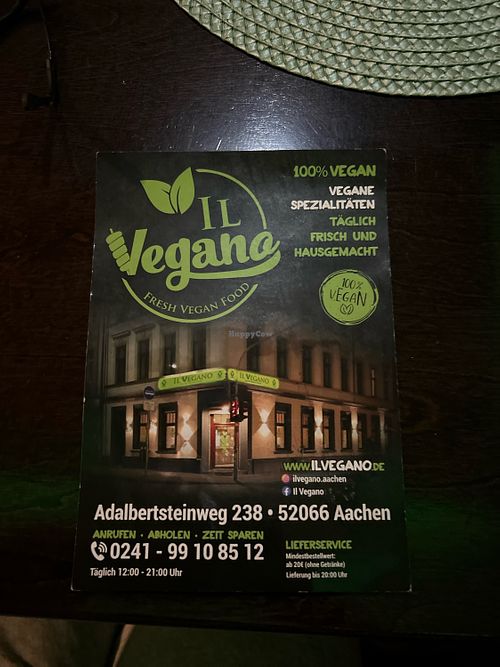 IL
Vegano
FRESH VEGAN FOOD
100% VEGAN
VEGANE
SPEZIALITÄTEN
TÄGLICH
FRISCH UND
HAUSGEMACHT
100%
VEGAN
HappyCow
IL VEGANO
IL VEGANO
WWW.ILVEGANO.DE
ilvegano.aachen
Il Vegano
Adalbertsteinweg 238 • 52066 Aachen
ANRUFEN • ABHOLEN • ZEIT SPAREN
0241 - 99 10 85 12
Täglich 12:00 - 21:00 Uhr
LIEFERSERVICE
Mindestbestellwert:
ab 20€ (ohne Getränke)
Lieferung bis 20:00 Uhr